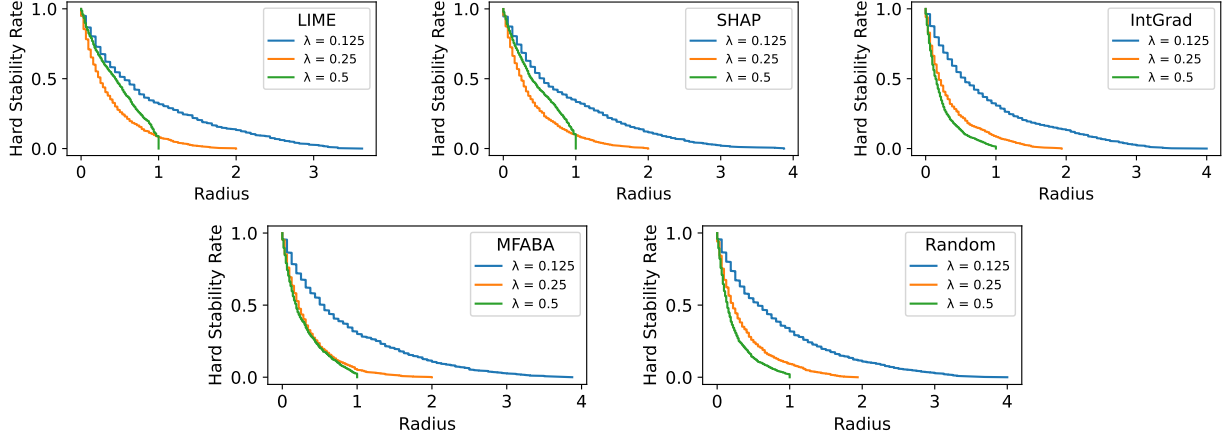 Hard Stability Rate
1.0
0.5
0.0
LIME
λ = 0.125
λ = 0.25
λ = 0.5
0 1 2 3
Radius
Hard Stability Rate
1.0
0.5
0.0
SHAP
λ = 0.125
λ = 0.25
λ = 0.5
0 1 2 3 4
Radius
Hard Stability Rate
1.0
0.5
0.0
IntGrad
λ = 0.125
λ = 0.25
λ = 0.5
0 1 2 3 4
Radius
Hard Stability Rate
1.0
0.5
0.0
MFABA
λ = 0.125
λ = 0.25
λ = 0.5
0 1 2 3 4
Radius
Hard Stability Rate
1.0
0.5
0.0
Random
λ = 0.125
λ = 0.25
λ = 0.5
0 1 2 3 4
Radius